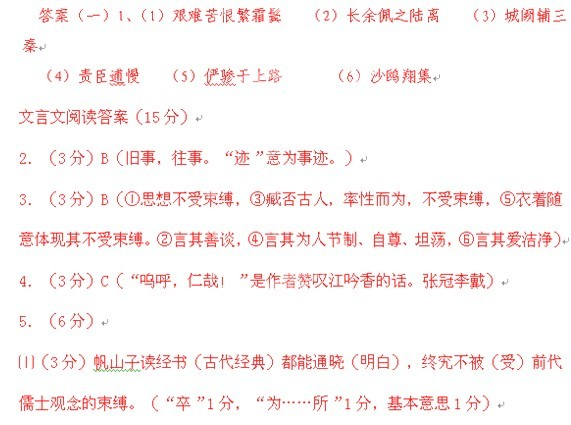 答案（一）1、（1）艰难苦恨繁霜鬓 （2）长余佩之陆离 （3）城阙辅三
秦
（4）责臣逋慢 （5）俨骖于上路 （6）沙鸥翔集
文言文阅读答案（15分）
2. （3分）B（旧事，往事。“迹”意为事迹。）
3. （3分）B（①思想不受束缚，③臧否古人，率性而为，不受束缚，⑤衣着随
意体现其不受束缚。②言其善谈，④言其为人节制、自尊、坦荡，⑥言其爱洁净）
4. （3分）C（“呜呼，仁哉！”是作者赞叹江吟香的话。张冠李戴）
5. （6分）
⑴（3分）帆山子读经书（古代经典）都能通晓（明白），终究不被（受）前代
儒士观念的束缚。（“卒”1分，“为……所”1分，基本意思1分）